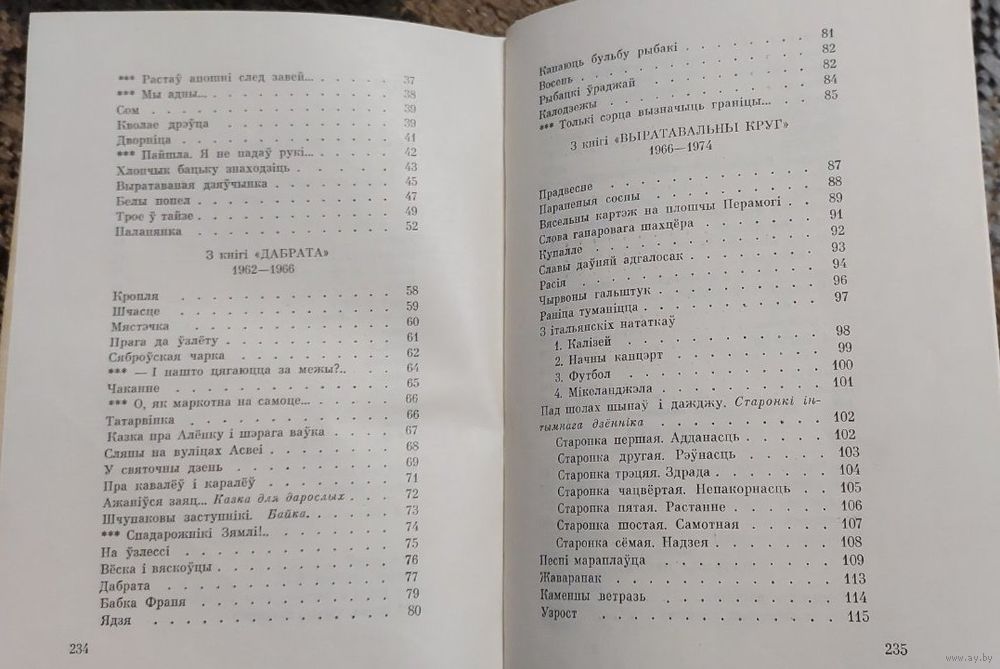 *** Растаў апошні след завей... 37
*** Мы адны... 38
Сом 39
Кволае дрэўца 39
Дворніца 41
*** Пайшла. Я не падаў рукі... 42
Хлопчык бацьку знаходзіць 43
Выратаваная дзяўчынка 45
Белы попел 47
Трое ў тайзе 49
Палачанка 52
З кнігі «ДАБРАТА»
1962—1966
Кропля 58
Шчасце 59
Мястэчка 60
Прага да ўзлёту 61
Сяброўская чарка 62
*** — І нашто цягаюцца за межы?.. 64
Чаканне 65
*** О, як маркотна на самоце... 66
Татарвінка 66
Казка пра Алёнку і шэрага ваўка 67
Сляпы на вуліцах Асвеі 68
У святочны дзень 69
Пра кавалёў і каралёў 71
Ажаніўся заяц... Казка для дарослых 72
Шчупаковы заступнікі. Байка. 73
*** Спадарожнікі Зямлі!.. 74
На ўзлессі 75
Вёска і вяскоўцы 76
Дабрата 77
Бабка Франя 79
Ядзя 80
234
Капаюць бульбу рыбакі 81
Восень 82
Рыбацкі ўраджай 82
Калодзежы 84
*** Толькі сэрца вызначыць граніцы... 85
З кнігі «ВЫРАТАВАЛЬНЫ КРУГ»
1966—1974
Прадвесне 87
Параненыя сосны 88
Вясельны картэж на плошчы Перамогі 89
Слова ганаровага шахцёра 91
Купалле 92
Славы даўняй адгалосак 93
Расія 94
Чырвоны гальштук 96
Раніца туманіцца 97
З італьянскіх нататкаў
1. Калізей 98
2. Начны канцэрт 99
3. Футбол 100
4. Мікеланджэла 101
Пад шолах шынаў і дажджу. Старонкі ін-
тымнага дзённіка 102
Старонка першая. Адданасць 102
Старонка другая. Рэўнасць 103
Старонка трэцяя. Здрада 104
Старонка чацвёртая. Непакорнасць 105
Старонка пятая. Растанне 106
Старонка шостая. Самотная 107
Старонка сёмая. Надзея 108
Песні мараплаўца 109
Жаваранак 113
Каменны ветразь 114
Узрост 115
235
www.ay.by